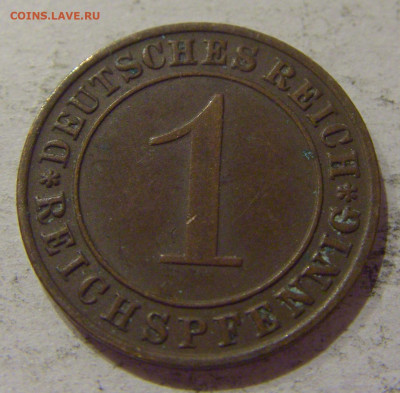 COINS.LAVE.RU
*DEUTSCHES REICH*
1
REICHSPFENNIG